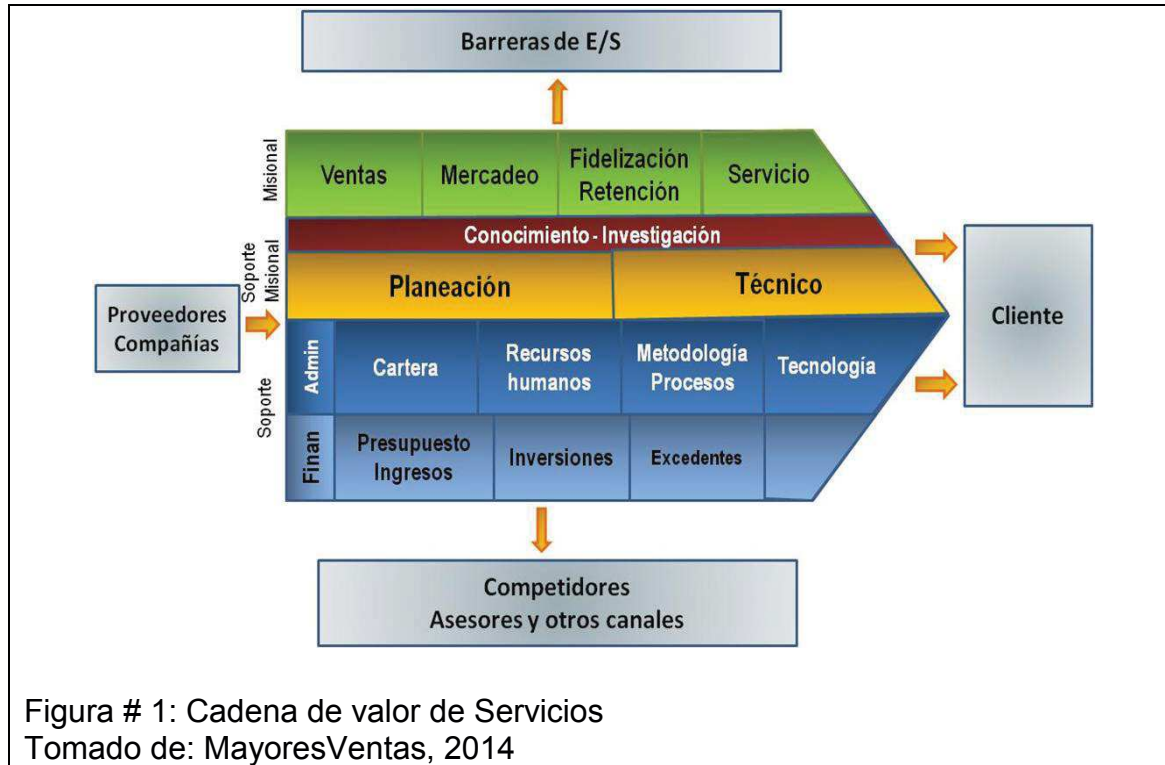 Barreras de E/S
Misional
Ventas
Mercadeo
Fidelización
Retención
Servicio
Conocimiento - Investigación
Soporte
Misional
Planeación
Técnico
Proveedores
Compañías
Cliente
Soporte
Admin
Cartera
Recursos
humanos
Metodología
Procesos
Tecnología
Finan
Presupuesto
Ingresos
Inversiones
Excedentes
Competidores
Asesores y otros canales
Figura # 1: Cadena de valor de Servicios
Tomado de: MayoresVentas, 2014